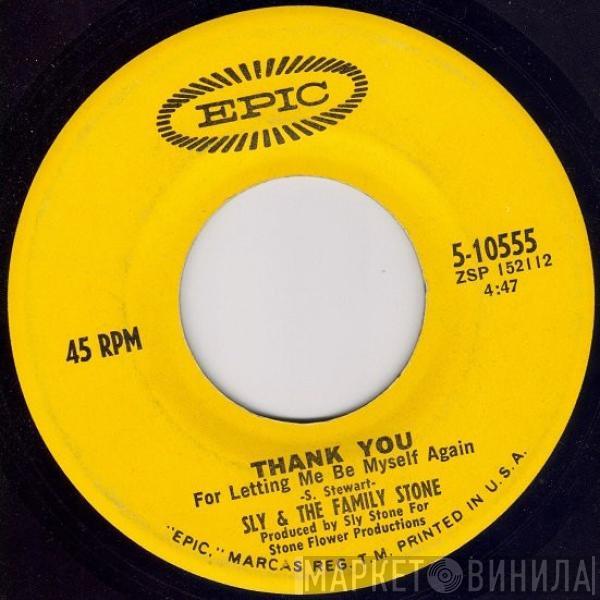 EPIC
5-10555
ZSP 152112
4:47
45 RPM
THANK YOU
For Letting Me Be Myself Again
-S. Stewart-
SLY & THE FAMILY STONE
Produced by Sly Stone For
Stone Flower Productions
"EPIC," MARCAS REG. T.M. PRINTED IN U.S.A.
МАРКЕТ ВИНИЛА